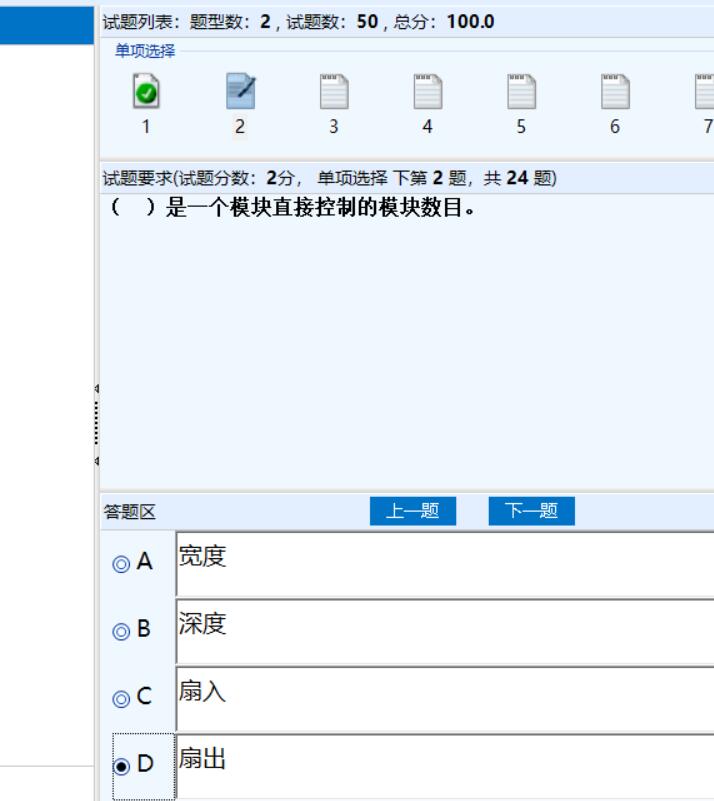 试题列表：题型数：2 , 试题数：50 , 总分：100.0
单项选择
1 2 3 4 5 6 7
试题要求(试题分数：2分， 单项选择 下第 2 题，共 24 题)
（　）是一个模块直接控制的模块数目。
答题区 上一题 下一题
A 宽度
B 深度
C 扇入
D 扇出